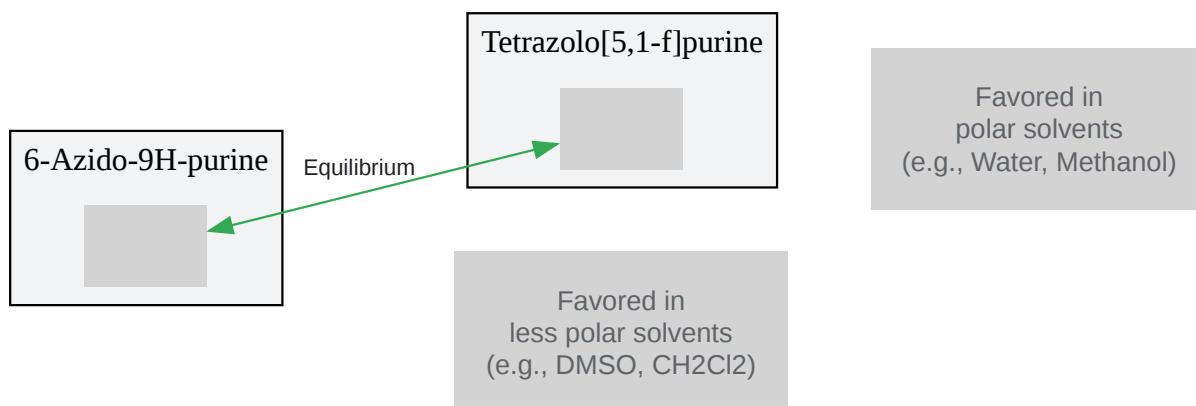 Tetrazolo[5,1-f]purine
Favored in
polar solvents
(e.g., Water, Methanol)
6-Azido-9H-purine
Equilibrium
Favored in
less polar solvents
(e.g., DMSO, CH2Cl2)